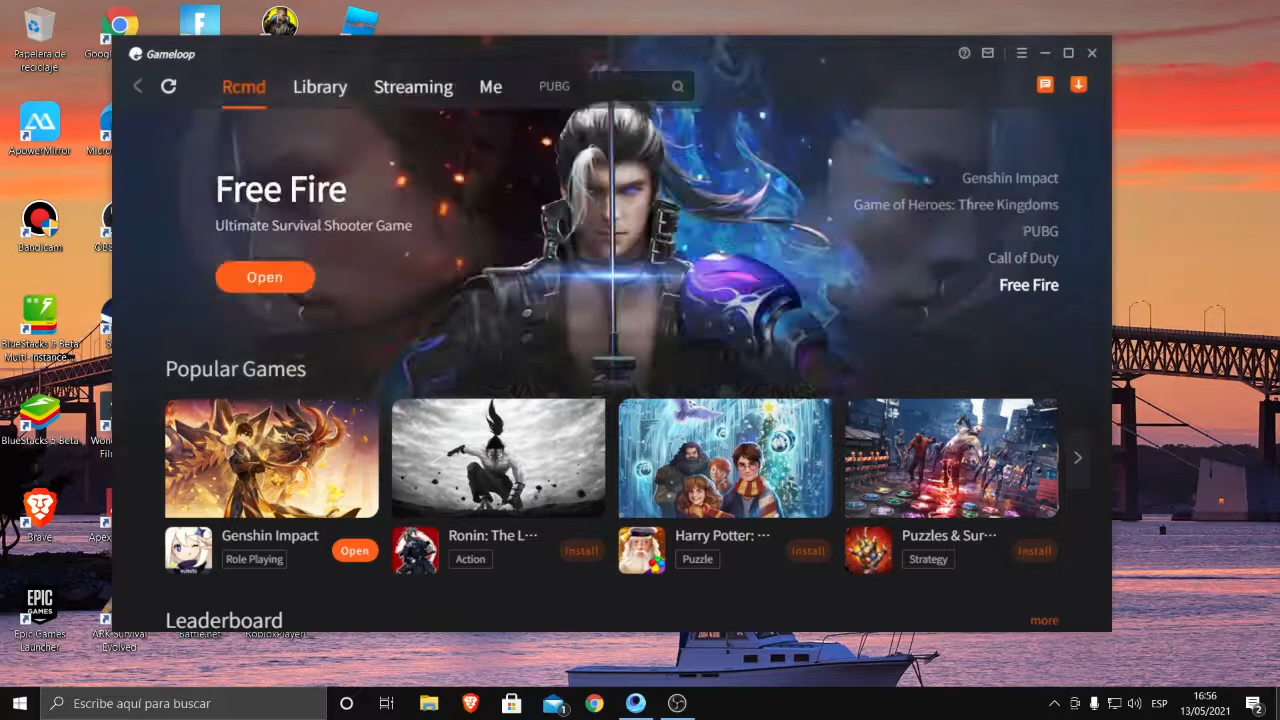 Papelera de
reciclaje
Googl
ApowerMirror
Micro
Bandicam
OBS
BlueStacks 5 Beta
Multi-Instance...
BlueStacks 5 Beta
Brave
Apex
EPIC
GAMES
Epic Games
Launcher
ARK Survival
Evolved
Battle.net
RobloxPlayerL
Gameloop
Rcmd
Library
Streaming
Me
PUBG
Free Fire
Ultimate Survival Shooter Game
Open
Genshin Impact
Game of Heroes: Three Kingdoms
PUBG
Call of Duty
Free Fire
Popular Games
Genshin Impact
Role Playing
Open
Ronin: The L···
Action
Install
Harry Potter: ···
Puzzle
Install
Puzzles & Sur···
Strategy
Install
Leaderboard
more
Escribe aquí para buscar
1
ESP
16:56
13/05/2021
2